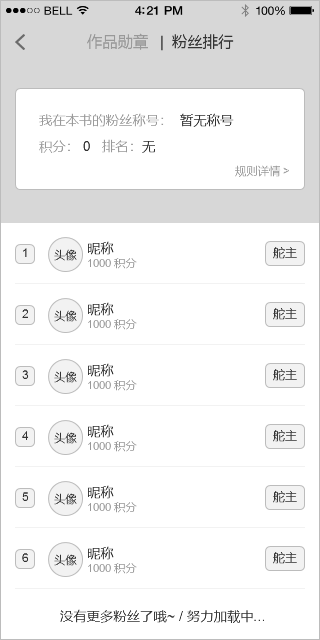 BELL 4:21 PM 100%
作品勋章 | 粉丝排行
我在本书的粉丝称号： 暂无称号
积分： 0 排名：无
规则详情 >
1 头像 昵称 舵主
1000 积分
2 头像 昵称 舵主
1000 积分
3 头像 昵称 舵主
1000 积分
4 头像 昵称 舵主
1000 积分
5 头像 昵称 舵主
1000 积分
6 头像 昵称 舵主
1000 积分
没有更多粉丝了哦~ / 努力加载中...